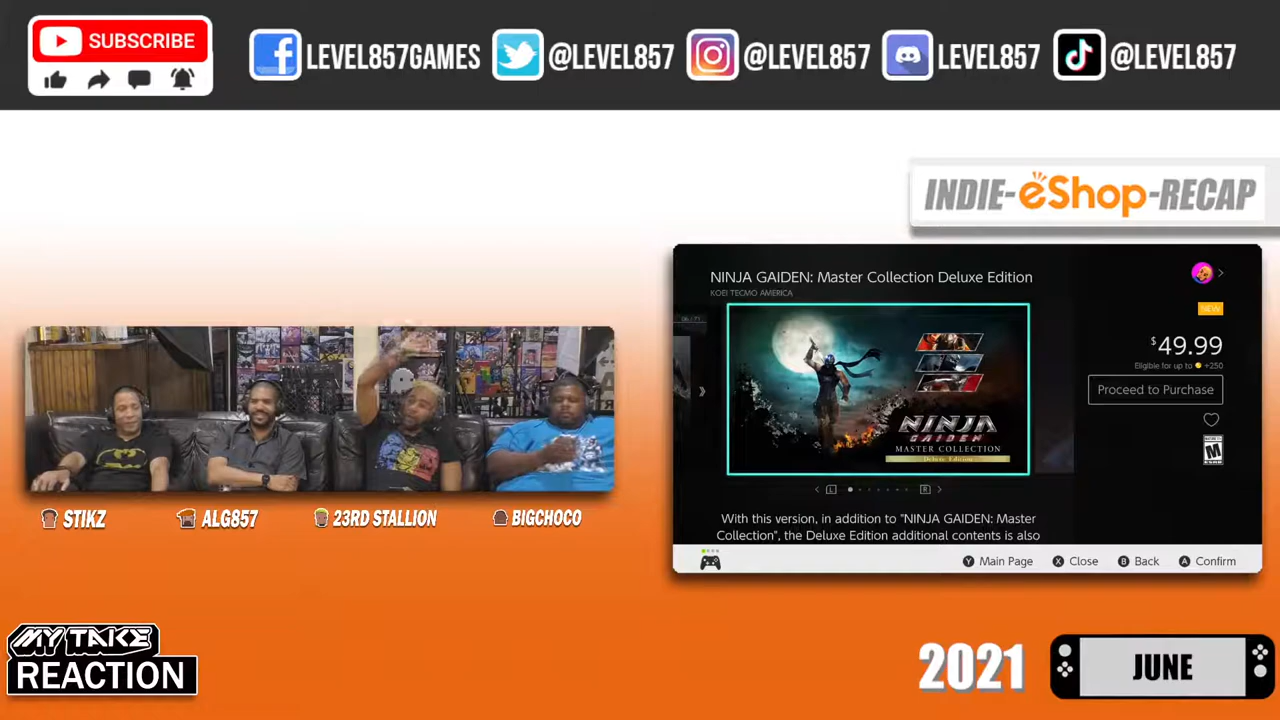 SUBSCRIBE
LEVEL857GAMES
@LEVEL857
@LEVEL857
LEVEL857
@LEVEL857
INDIE-eShop-RECAP
NINJA GAIDEN: Master Collection Deluxe Edition
KOEI TECMO AMERICA
NEW
$49.99
Eligible for up to +250
Proceed to Purchase
NINJA
GAIDEN
MASTER COLLECTION
Deluxe Edition
L
R
With this version, in addition to "NINJA GAIDEN: Master
Collection", the Deluxe Edition additional contents is also
Y Main Page
X Close
B Back
A Confirm
STIKZ
ALG857
23RD STALLION
BIGCHOCO
MY TAKE
REACTION
2021
JUNE